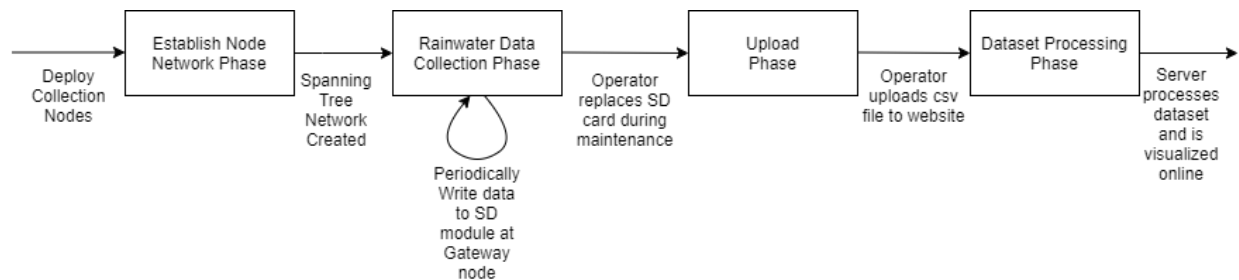 Establish Node
Network Phase
Rainwater Data
Collection Phase
Upload
Phase
Dataset Processing
Phase
Deploy
Collection
Nodes
Spanning
Tree
Network
Created
Operator
replaces SD
card during
maintenance
Operator
uploads csv
file to website
Server
processes
dataset
and is
visualized
online
Periodically
Write data
to SD
module at
Gateway
node